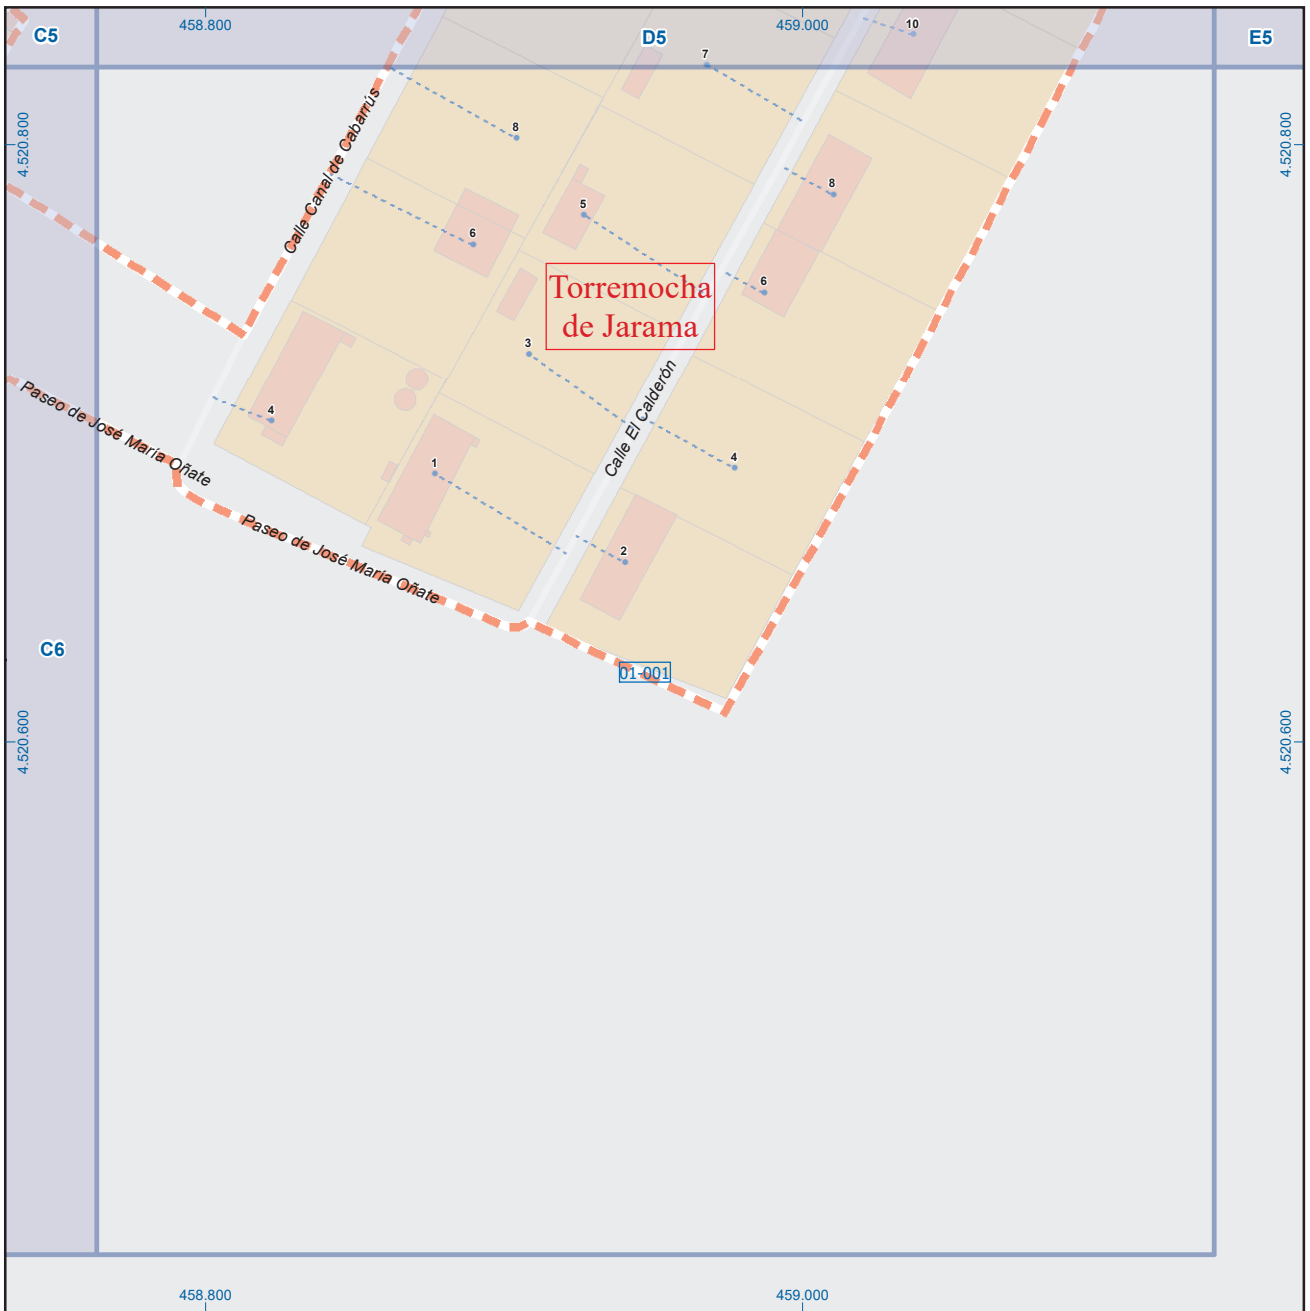 458.800
459.000
C5
D5
E5
10
7
4.520.800
4.520.800
8
8
Calle Canal de Cabarrús
5
6
6
Torremocha
de Jarama
3
Paseo de José María Oñate
4
Calle El Calderón
1
4
Paseo de José María Oñate
2
C6
01-001
4.520.600
4.520.600
458.800
459.000